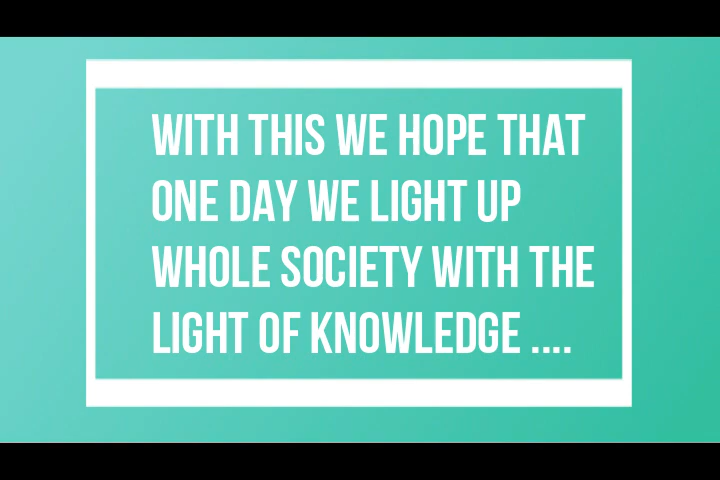 WITH THIS WE HOPE THAT
ONE DAY WE LIGHT UP
WHOLE SOCIETY WITH THE
LIGHT OF KNOWLEDGE ....